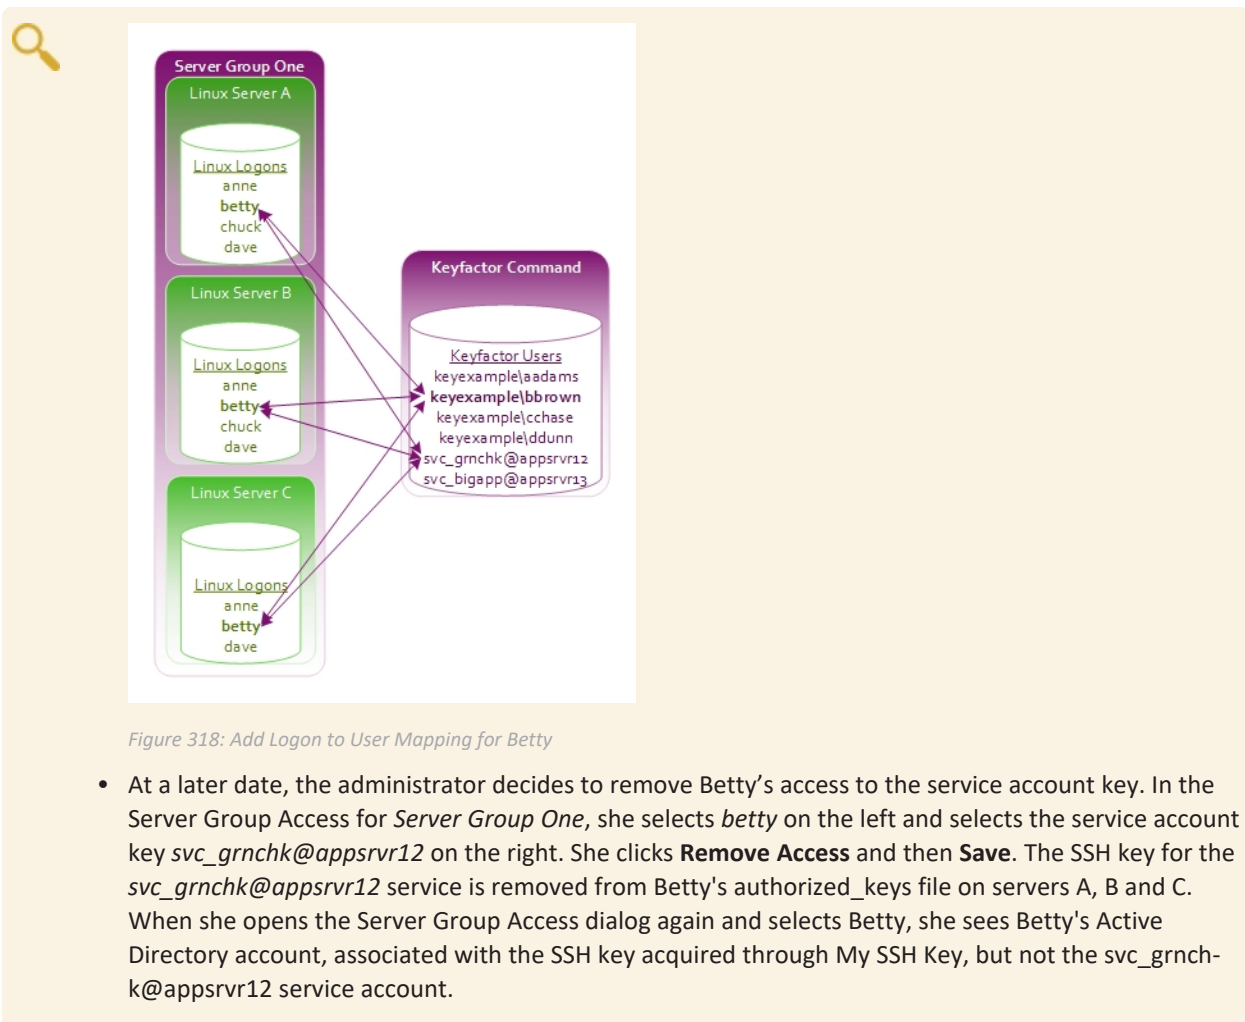 Server Group One
Linux Server A
Linux Logons
anne
betty
chuck
dave
Linux Server B
Linux Logons
anne
betty
chuck
dave
Linux Server C
Linux Logons
anne
betty
dave
Keyfactor Command
Keyfactor Users
keyexample\aadams
keyexample\bbrown
keyexample\cchase
keyexample\ddunn
svc_grnchk@appsrvr12
svc_bigapp@appsrvr13
Figure 318: Add Logon to User Mapping for Betty
• At a later date, the administrator decides to remove Betty’s access to the service account key. In the
Server Group Access for Server Group One, she selects betty on the left and selects the service account
key svc_grnchk@appsrvr12 on the right. She clicks Remove Access and then Save. The SSH key for the
svc_grnchk@appsrvr12 service is removed from Betty's authorized_keys file on servers A, B and C.
When she opens the Server Group Access dialog again and selects Betty, she sees Betty's Active
Directory account, associated with the SSH key acquired through My SSH Key, but not the svc_grnch-
k@appsrvr12 service account.